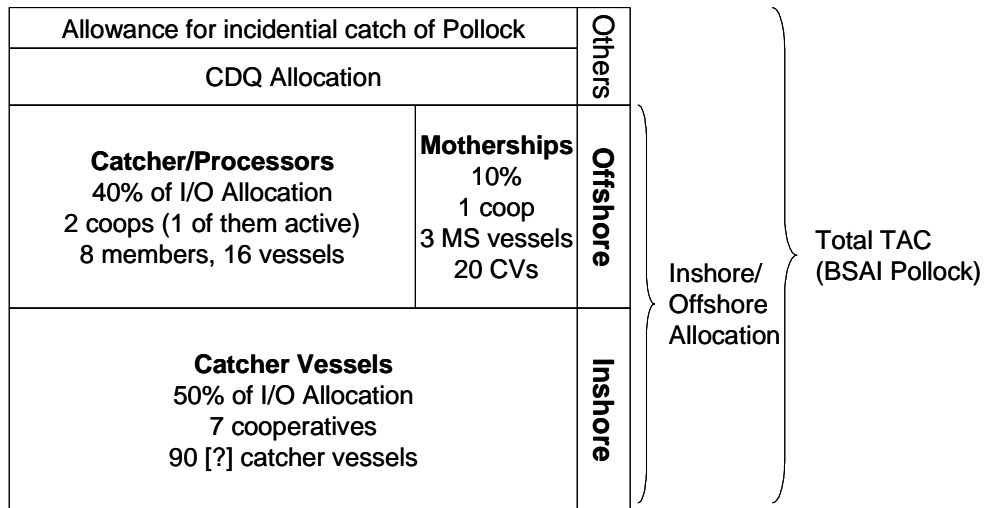 Allowance for incidential catch of Pollock
CDQ Allocation
Others
Catcher/Processors
40% of I/O Allocation
2 coops (1 of them active)
8 members, 16 vessels
Motherships
10%
1 coop
3 MS vessels
20 CVs
Offshore
Catcher Vessels
50% of I/O Allocation
7 cooperatives
90 [?] catcher vessels
Inshore
Inshore/
Offshore
Allocation
Total TAC
(BSAI Pollock)